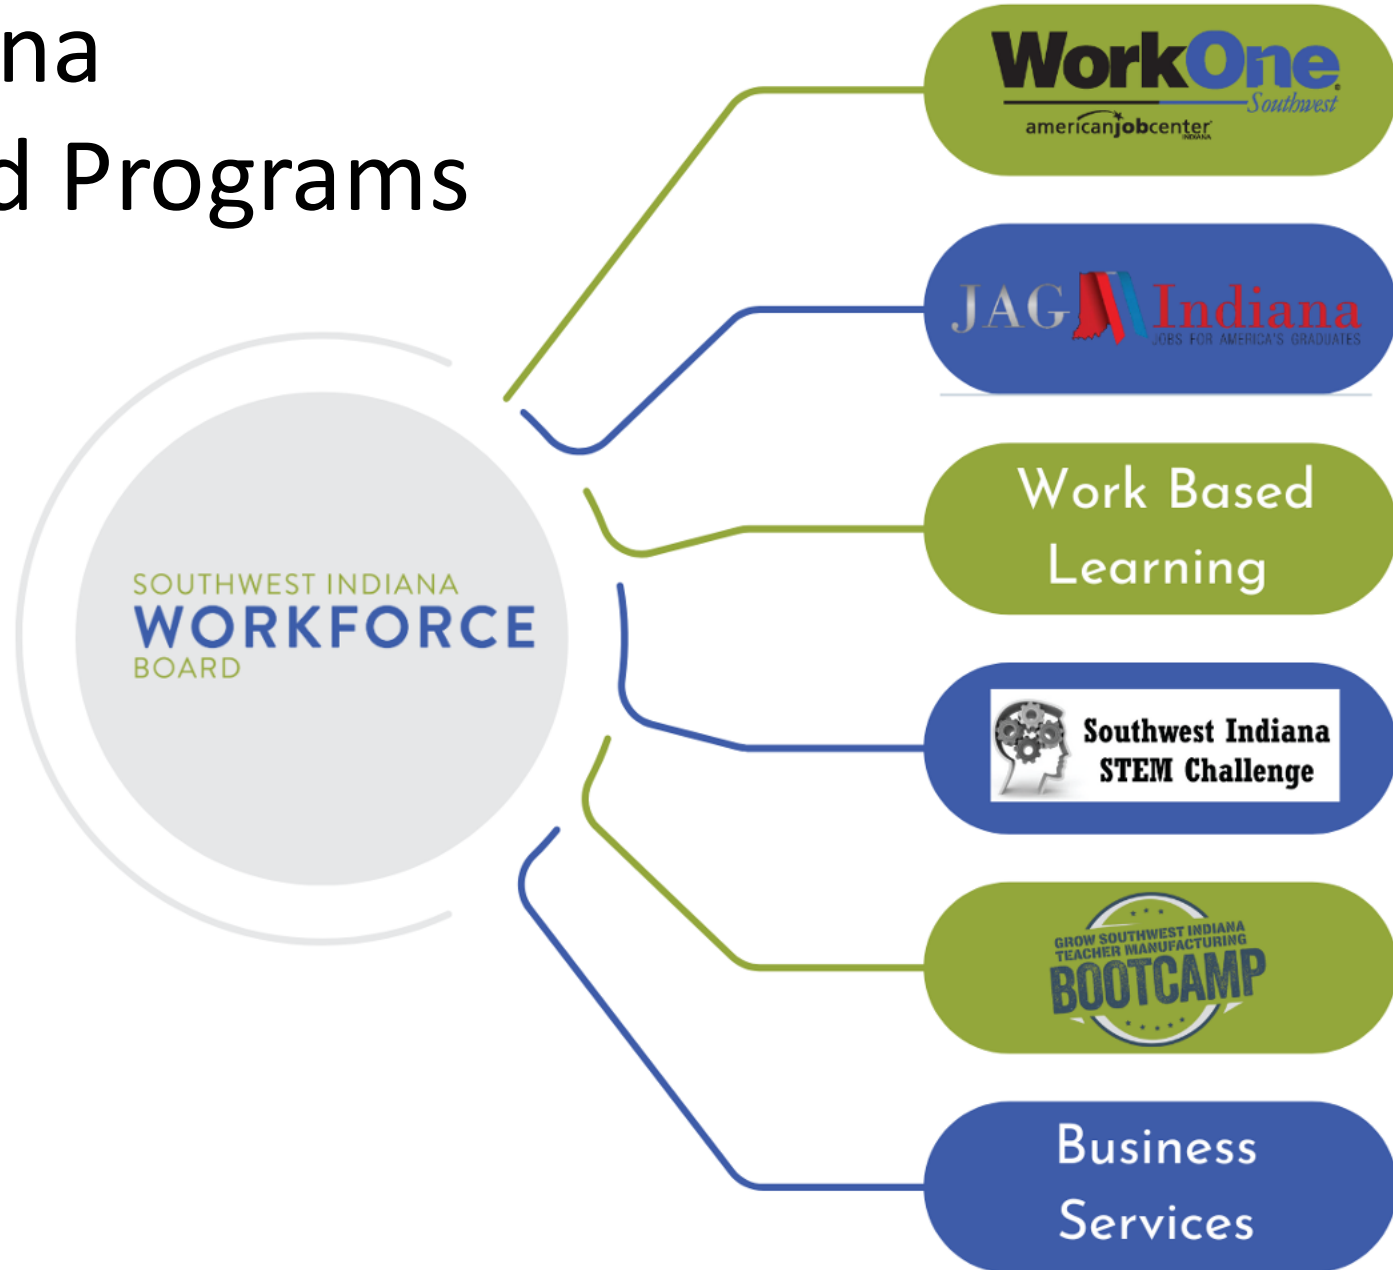 na
d Programs
SOUTHWEST INDIANA
WORKFORCE
BOARD
WorkOne
Southwest
americanjobcenter
INDIANA
JAG Indiana
JOBS FOR AMERICA'S GRADUATES
Work Based
Learning
Southwest Indiana
STEM Challenge
GROW SOUTHWEST INDIANA
TEACHER MANUFACTURING
BOOTCAMP
Business
Services